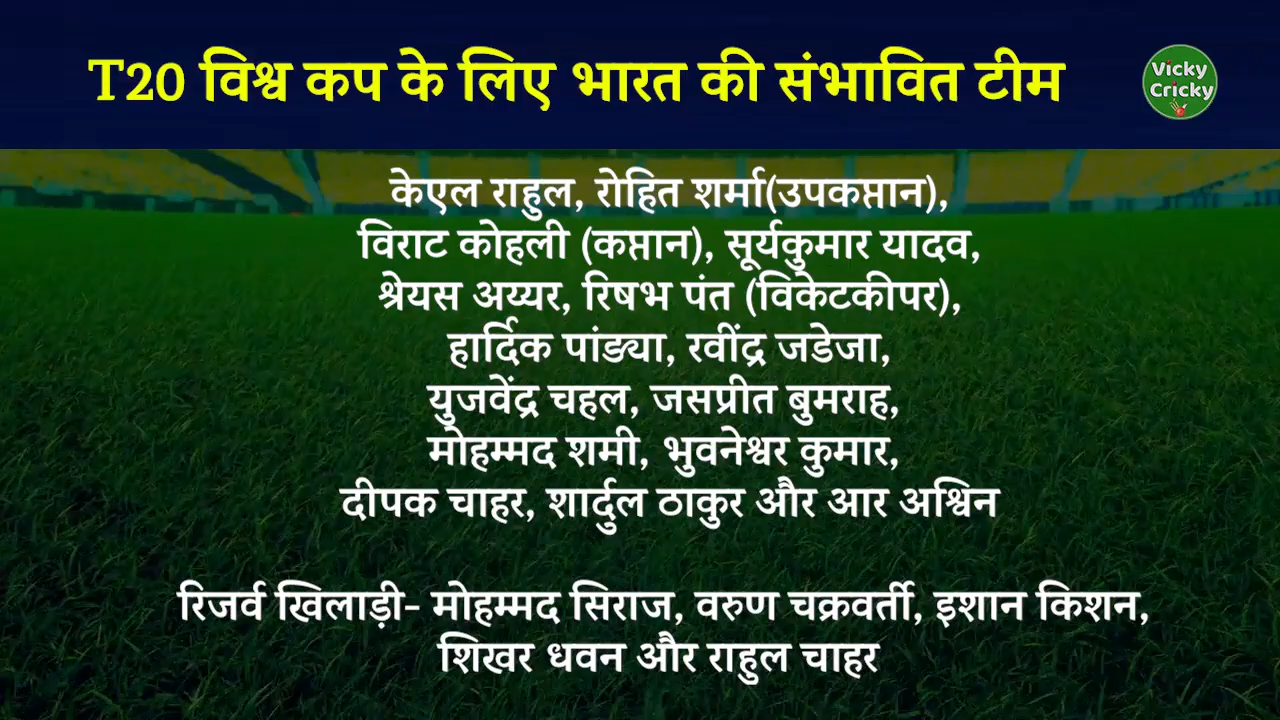 T20 विश्व कप के लिए भारत की संभावित टीम
Vicky
Cricky
केएल राहुल, रोहित शर्मा(उपकप्तान),
विराट कोहली (कप्तान), सूर्यकुमार यादव,
श्रेयस अय्यर, रिषभ पंत (विकेटकीपर),
हार्दिक पांड्या, रवींद्र जडेजा,
युजवेंद्र चहल, जसप्रीत बुमराह,
मोहम्मद शमी, भुवनेश्वर कुमार,
दीपक चाहर, शार्दुल ठाकुर और आर अश्विन
रिजर्व खिलाड़ी- मोहम्मद सिराज, वरुण चक्रवर्ती, इशान किशन,
शिखर धवन और राहुल चाहर